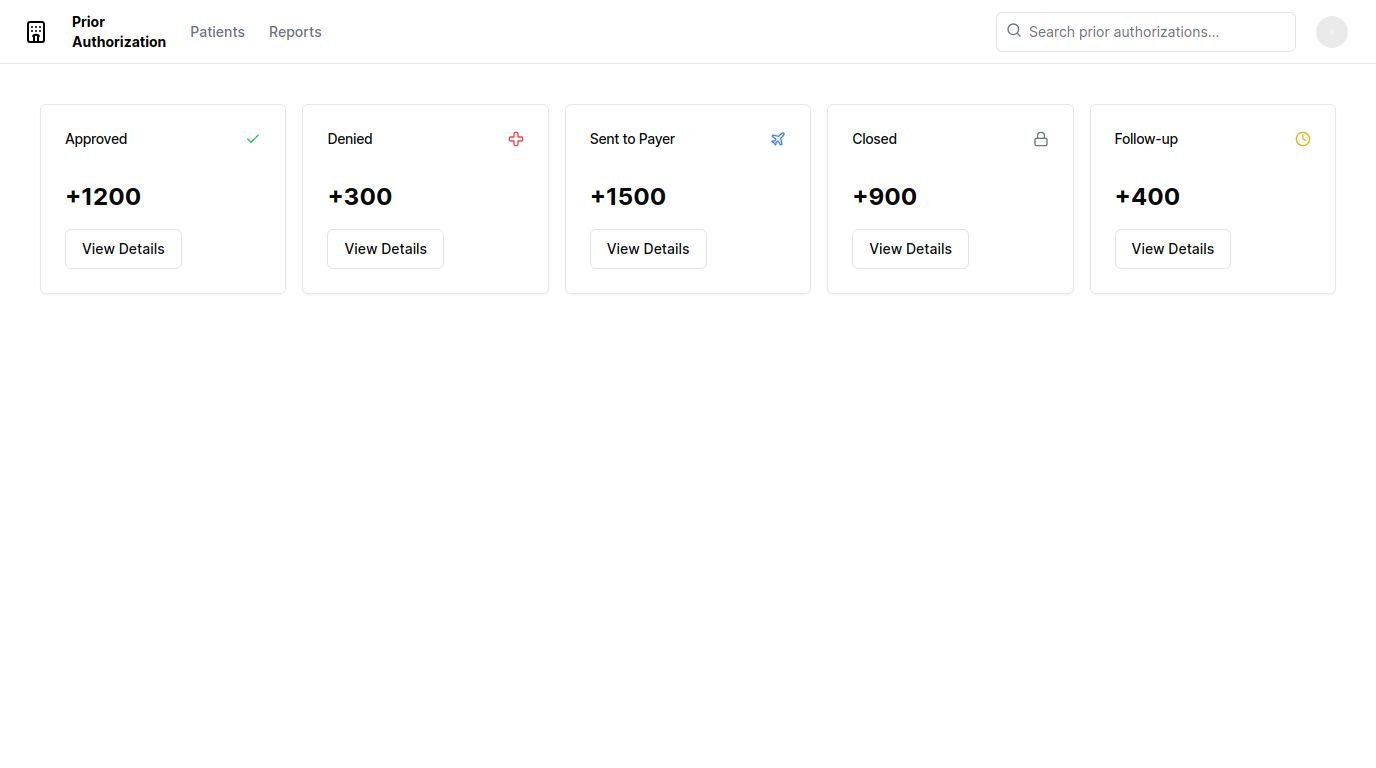 Prior
Authorization
Patients
Reports
Search prior authorizations...
Approved
+1200
View Details
Denied
+300
View Details
Sent to Payer
+1500
View Details
Closed
+900
View Details
Follow-up
+400
View Details